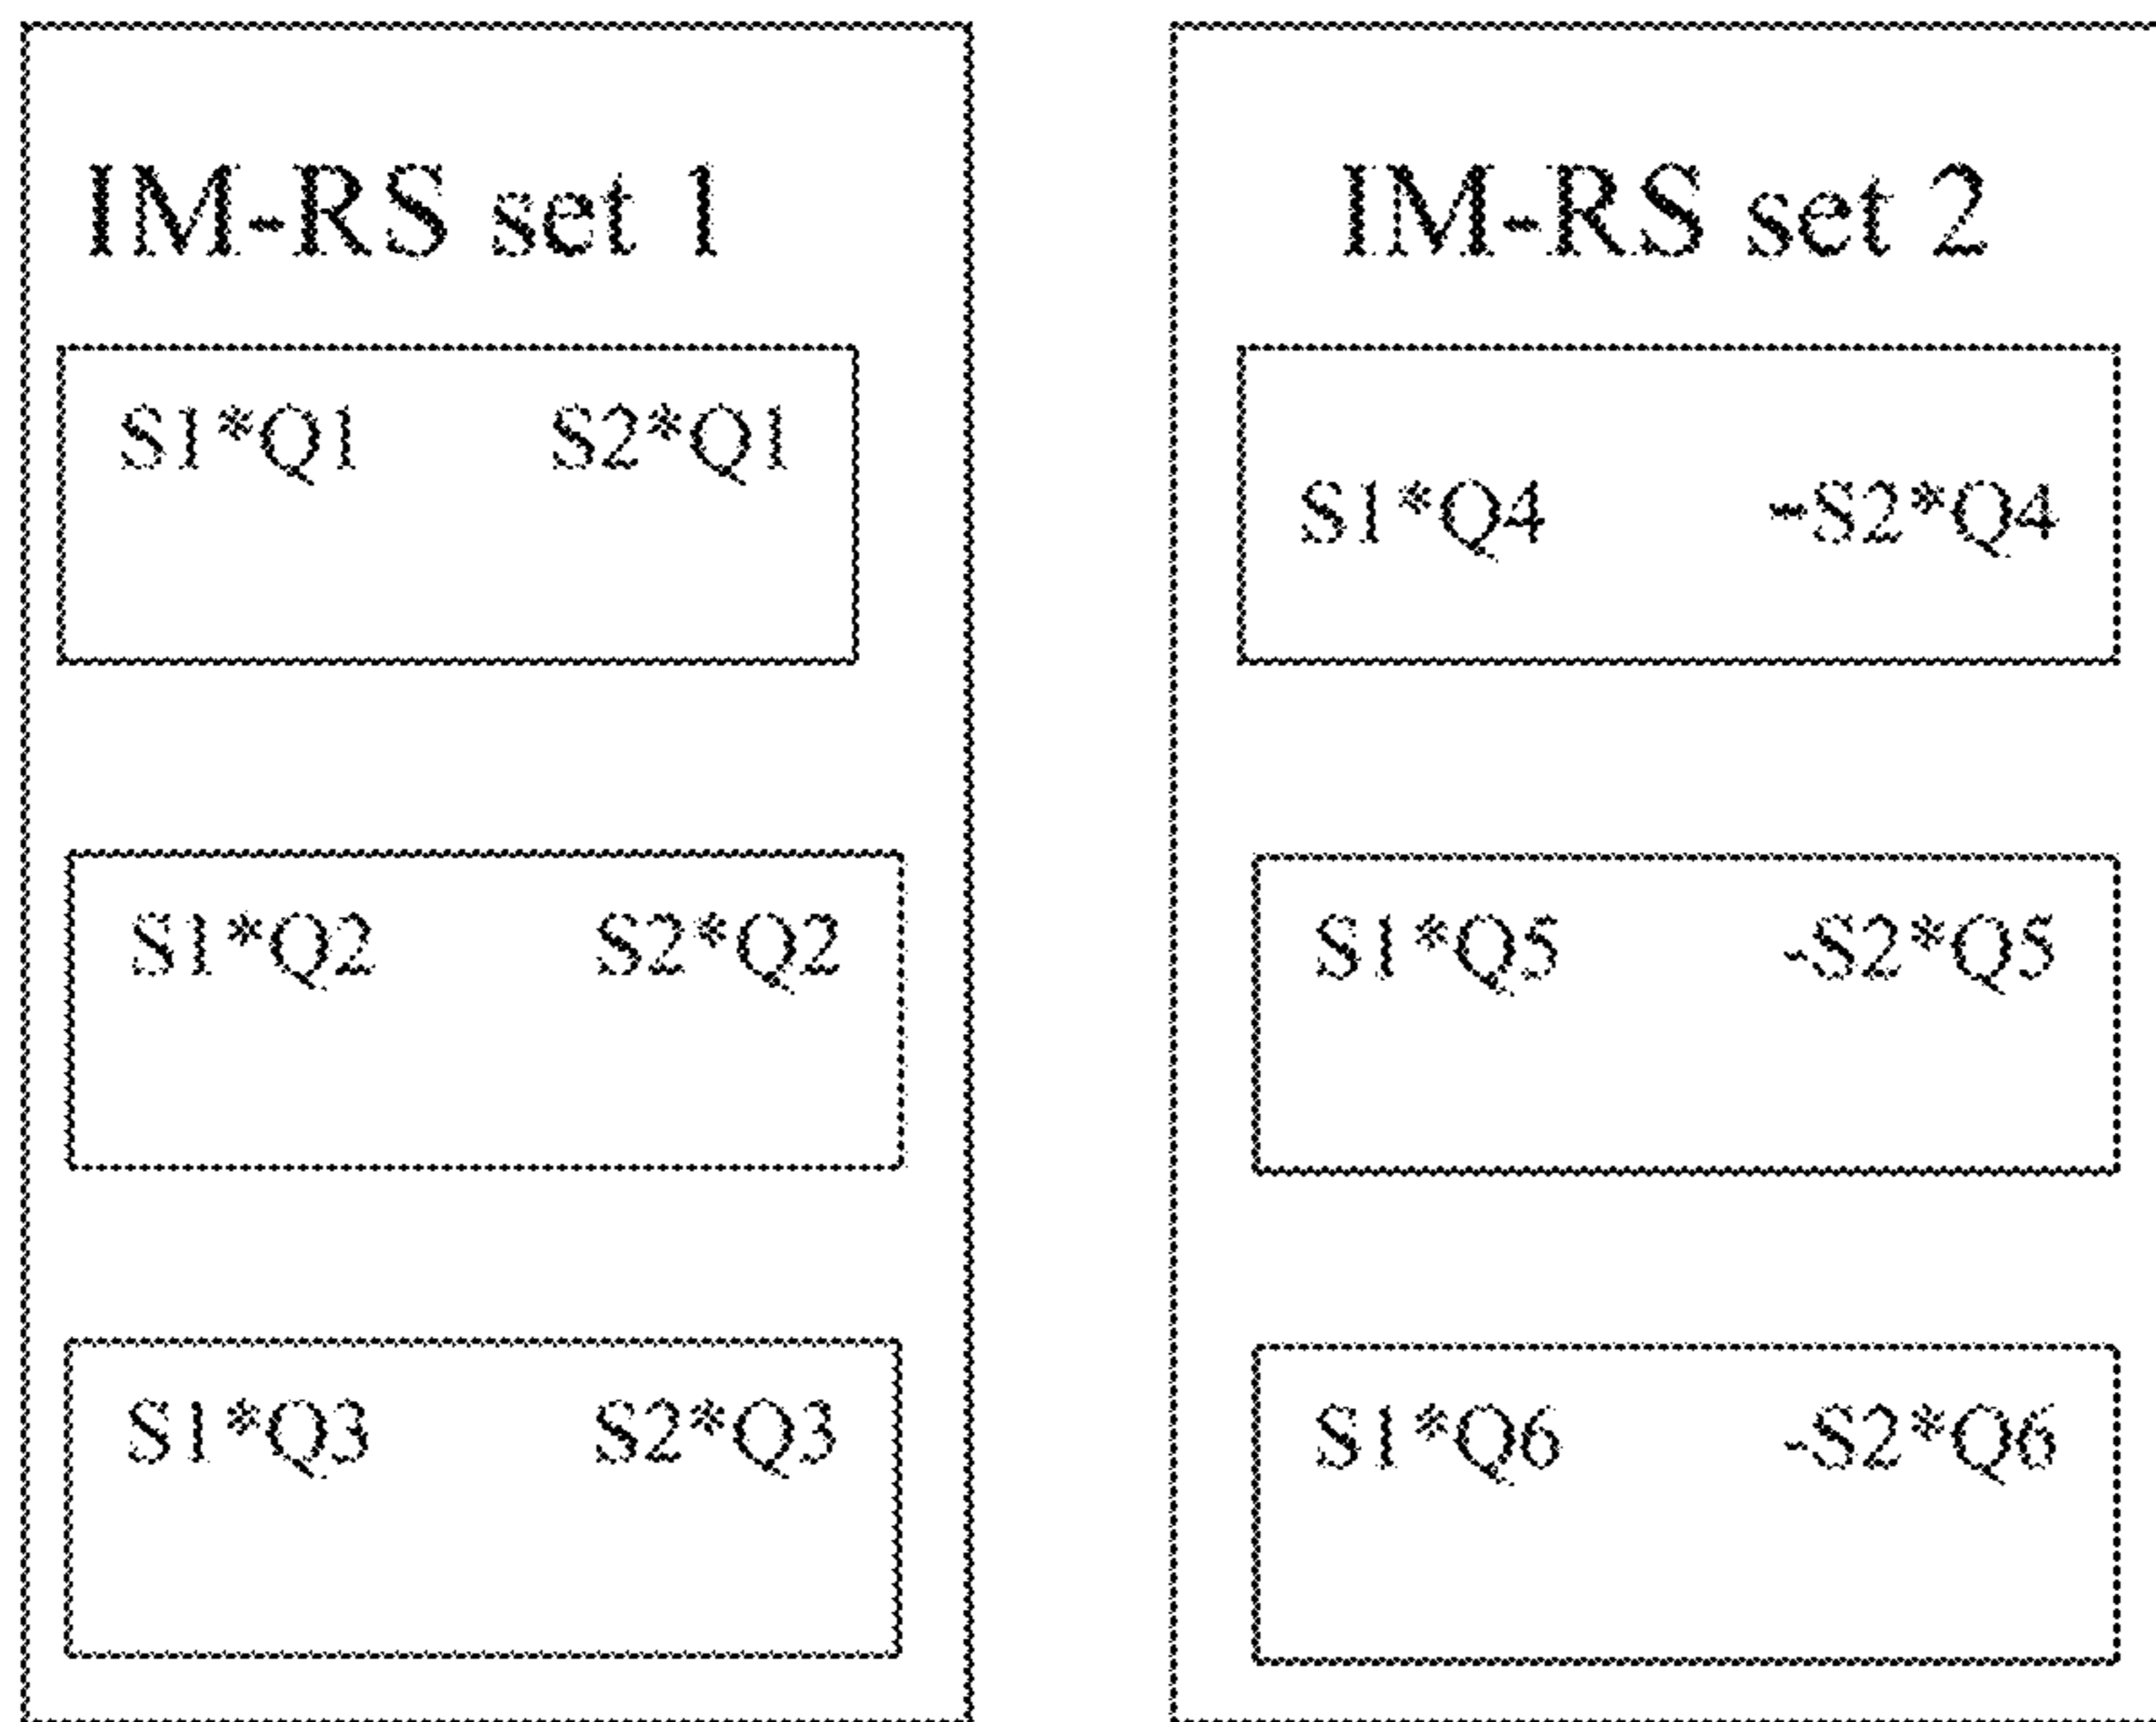 IM-RS set 1
S1*Q1 S2*Q1
S1*Q2 S2*Q2
S1*Q3 S2*Q3
IM-RS set 2
S1*Q4 -S2*Q4
S1*Q5 -S2*Q5
S1*Q6 -S2*Q6